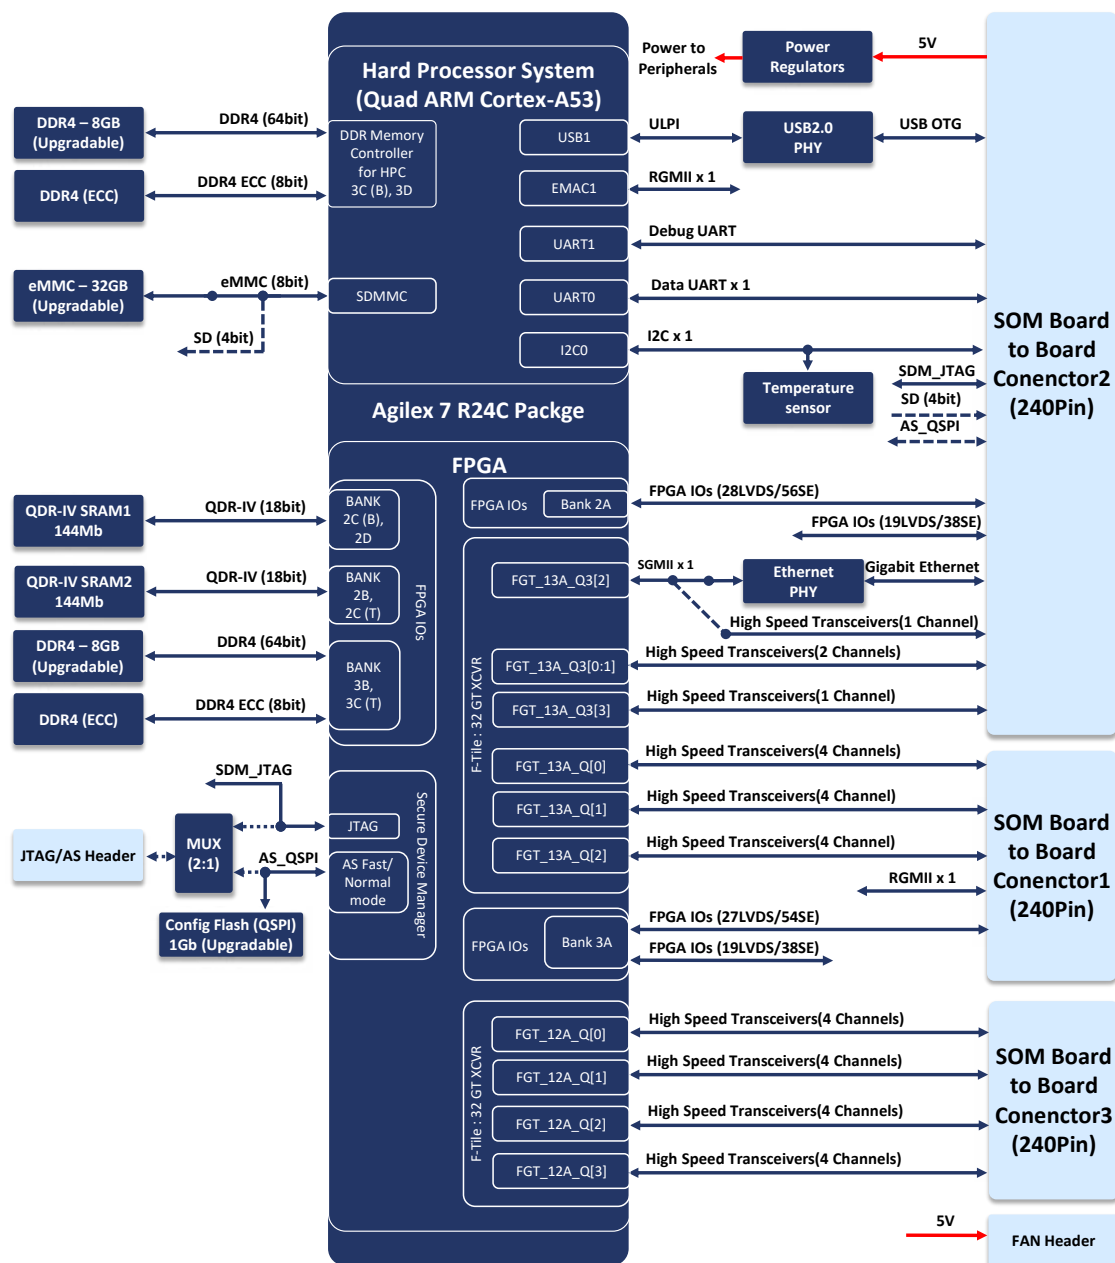 Hard Processor System
(Quad ARM Cortex-A53)
DDR4 – 8GB
(Upgradable)
DDR4 (64bit)
DDR4 (ECC)
DDR4 ECC (8bit)
DDR Memory
Controller
for HPC
3C (B), 3D
eMMC – 32GB
(Upgradable)
eMMC (8bit)
SD (4bit)
SDMMC
USB1
EMAC1
UART1
UART0
I2C0
Power to
Peripherals
Power
Regulators
5V
ULPI
USB2.0
PHY
USB OTG
RGMII x 1
Debug UART
Data UART x 1
I2C x 1
Temperature
sensor
SDM_JTAG
SD (4bit)
AS_QSPI
SOM Board
to Board
Conenctor2
(240Pin)
Agilex 7 R24C Packge
FPGA
QDR-IV SRAM1
144Mb
QDR-IV (18bit)
BANK
2C (B),
2D
QDR-IV SRAM2
144Mb
QDR-IV (18bit)
BANK
2B,
2C (T)
DDR4 – 8GB
(Upgradable)
DDR4 (64bit)
DDR4 (ECC)
DDR4 ECC (8bit)
BANK
3B,
3C (T)
FPGA IOs
FPGA IOs
Bank 2A
FPGA IOs (28LVDS/56SE)
FPGA IOs (19LVDS/38SE)
F-Tile : 32 GT XCVR
FGT_13A_Q3[2]
SGMII x 1
Ethernet
PHY
Gigabit Ethernet
High Speed Transceivers(1 Channel)
FGT_13A_Q3[0:1]
High Speed Transceivers(2 Channels)
FGT_13A_Q3[3]
High Speed Transceivers(1 Channel)
FGT_13A_Q[0]
High Speed Transceivers(4 Channels)
FGT_13A_Q[1]
High Speed Transceivers(4 Channel)
FGT_13A_Q[2]
High Speed Transceivers(4 Channel)
RGMII x 1
SOM Board
to Board
Conenctor1
(240Pin)
SDM_JTAG
JTAG/AS Header
MUX
(2:1)
AS_QSPI
Config Flash (QSPI)
1Gb (Upgradable)
JTAG
AS Fast/
Normal
mode
Secure Device Manager
FPGA IOs
Bank 3A
FPGA IOs (27LVDS/54SE)
FPGA IOs (19LVDS/38SE)
F-Tile : 32 GT XCVR
FGT_12A_Q[0]
High Speed Transceivers(4 Channels)
FGT_12A_Q[1]
High Speed Transceivers(4 Channels)
FGT_12A_Q[2]
High Speed Transceivers(4 Channels)
FGT_12A_Q[3]
High Speed Transceivers(4 Channels)
SOM Board
to Board
Conenctor3
(240Pin)
5V
FAN Header